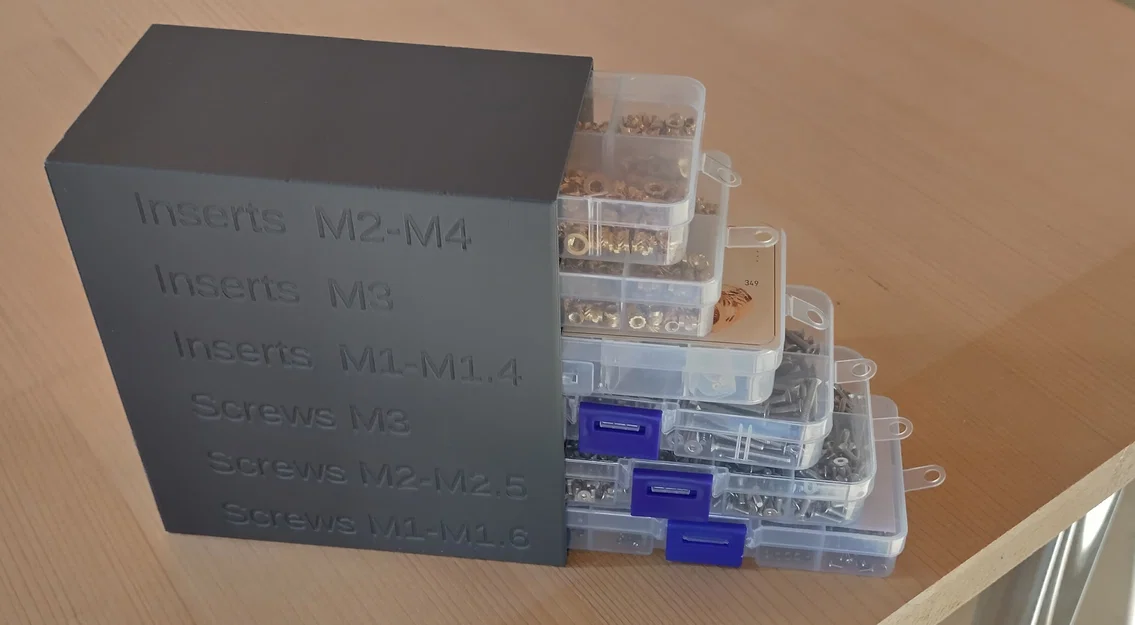 Inserts M2-M4
Inserts M3
Inserts M1-M1.4
Screws M3
Screws M2-M2.5
Screws M1-M1.6
349